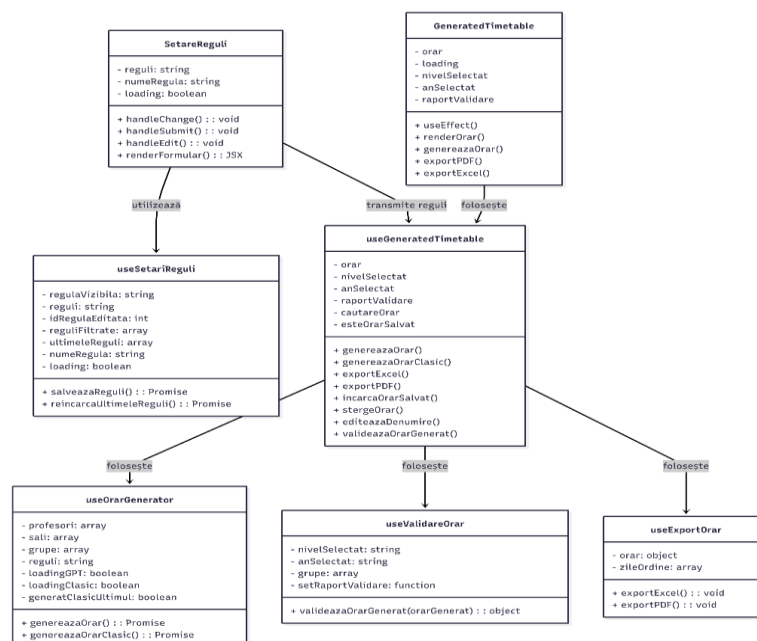 SetareReguli
- reguli: string
- numeRegula: string
- loading: boolean
+ handleChange() : : void
+ handleSubmit() : : void
+ handleEdit() : : void
+ renderFormular() : : JSX
GeneratedTimetable
- orar
- loading
- nivelSelectat
- anSelectat
- raportValidare
+ useEffect()
+ renderOrar()
+ genereazaOrar()
+ exportPDF()
+ exportExcel()
utilizează
transmite reguli
folosește
useSetariReguli
- regulaVizibila: string
- reguli: string
- idRegulaEditata: int
- reguliFiltrate: array
- ultimeleReguli: array
- numeRegula: string
- loading: boolean
+ salveazaReguli() : : Promise
+ reincarcaUltimeleReguli() : : Promise
useGeneratedTimetable
- orar
- nivelSelectat
- anSelectat
- raportValidare
- cautareOrar
- esteOrarSalvat
+ genereazaOrar()
+ genereazaOrarClasic()
+ exportExcel()
+ exportPDF()
+ incarcaOrarSalvat()
+ stergeOrar()
+ editeazaDenumire()
+ valideazaOrarGenerat()
folosește
folosește
folosește
useOrarGenerator
- profesori: array
- sali: array
- grupe: array
- reguli: string
- loadingGPT: boolean
- loadingClasic: boolean
- generatClasicUltimul: boolean
+ genereazaOrar() : : Promise
+ genereazaOrarClasic() : : Promise
useValidareOrar
- nivelSelectat: string
- anSelectat: string
- grupe: array
- setRaportValidare: function
+ valideazaOrarGenerat(orarGenerat) : : object
useExportOrar
- orar: object
- zileOrdine: array
+ exportExcel() : : void
+ exportPDF() : : void